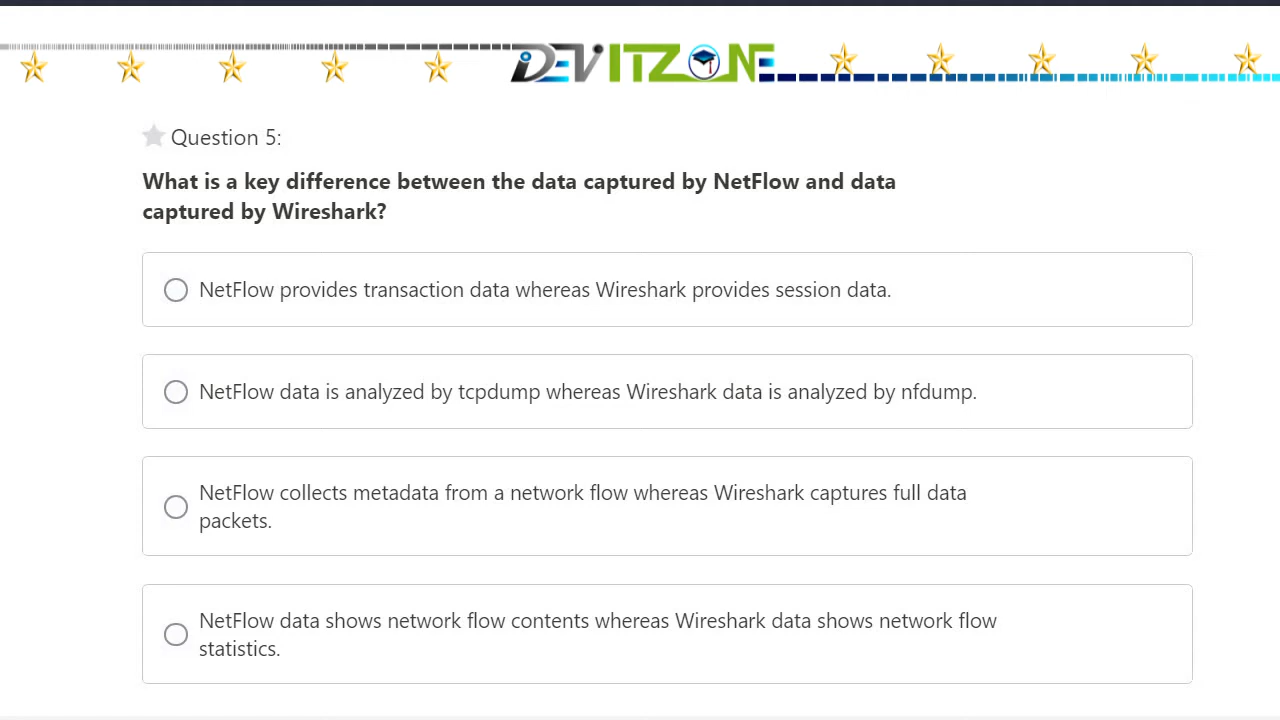 DEV ITZONE
Question 5:
What is a key difference between the data captured by NetFlow and data
captured by Wireshark?
NetFlow provides transaction data whereas Wireshark provides session data.
NetFlow data is analyzed by tcpdump whereas Wireshark data is analyzed by nfdump.
NetFlow collects metadata from a network flow whereas Wireshark captures full data
packets.
NetFlow data shows network flow contents whereas Wireshark data shows network flow
statistics.